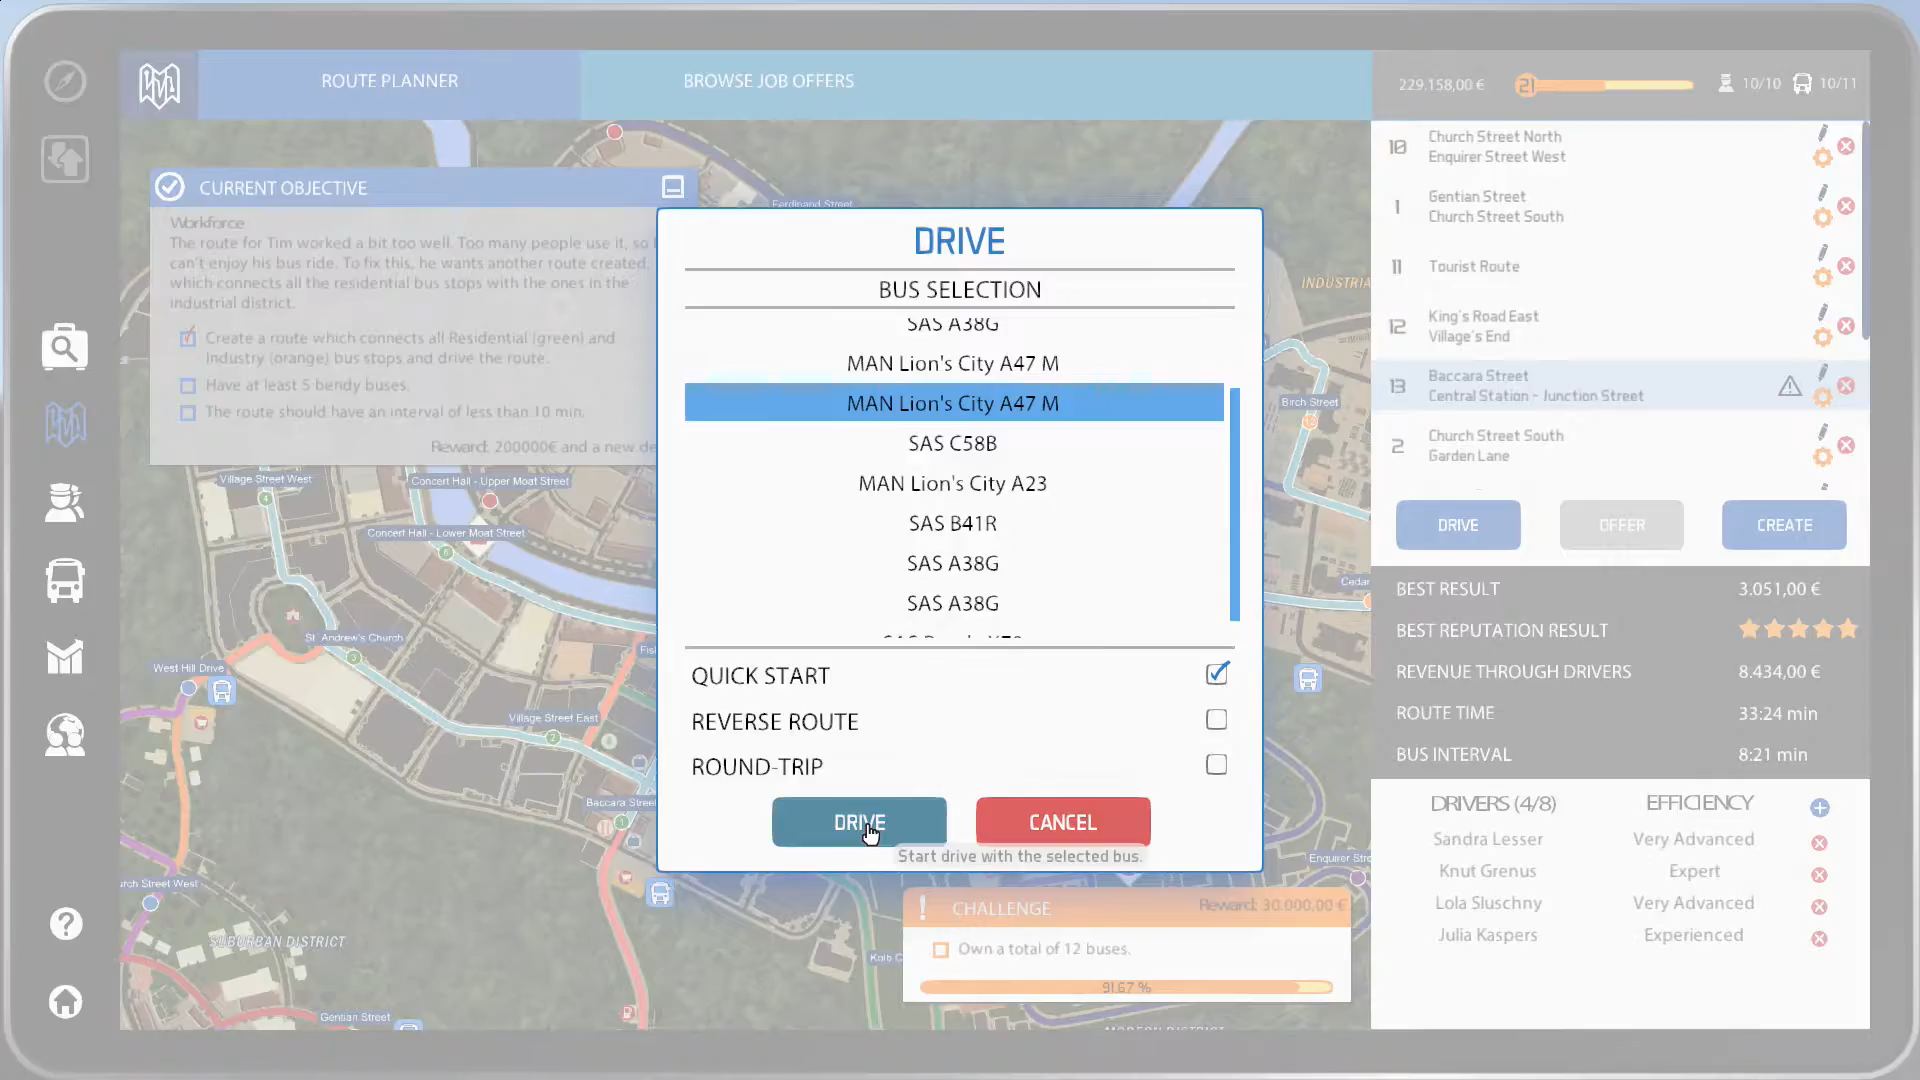 ROUTE PLANNER
BROWSE JOB OFFERS
229.158,00 €
21
10/10
10/11
CURRENT OBJECTIVE
Workforce
The route for Tim worked a bit too well. Too many people use it, so
can't enjoy his bus ride. To fix this, he wants another route created,
which connects all the residential bus stops with the ones in the
industrial district.
Create a route which connects all Residential (green) and
Industry (orange) bus stops and drive the route.
Have at least 5 bendy buses.
The route should have an interval of less than 10 min.
Reward: 200000€ and a new de
Ferdinand Street
INDUSTRIA
Birch Street
Cedar
Village Street West
Concert Hall - Upper Moat Street
Concert Hall - Lower Moat Street
St. Andrew's Church
West Hill Drive
Village Street East
Baccara Street
urch Street West
SUBURBAN DISTRICT
Gentian Street
Enquirer Stre
Kolb C
MODERN DISTRICT
DRIVE
BUS SELECTION
SAS A38G
MAN Lion's City A47 M
MAN Lion's City A47 M
SAS C58B
MAN Lion's City A23
SAS B41R
SAS A38G
SAS A38G
QUICK START
REVERSE ROUTE
ROUND-TRIP
DRIVE
CANCEL
Start drive with the selected bus.
! CHALLENGE
Reward: 30.000,00 €
Own a total of 12 buses.
91.67 %
10
Church Street North
Enquirer Street West
1
Gentian Street
Church Street South
11
Tourist Route
12
King's Road East
Village's End
13
Baccara Street
Central Station - Junction Street
2
Church Street South
Garden Lane
DRIVE
OFFER
CREATE
BEST RESULT 3.051,00 €
BEST REPUTATION RESULT
REVENUE THROUGH DRIVERS 8.434,00 €
ROUTE TIME 33:24 min
BUS INTERVAL 8:21 min
DRIVERS (4/8) EFFICIENCY
Sandra Lesser Very Advanced
Knut Grenus Expert
Lola Sluschny Very Advanced
Julia Kaspers Experienced